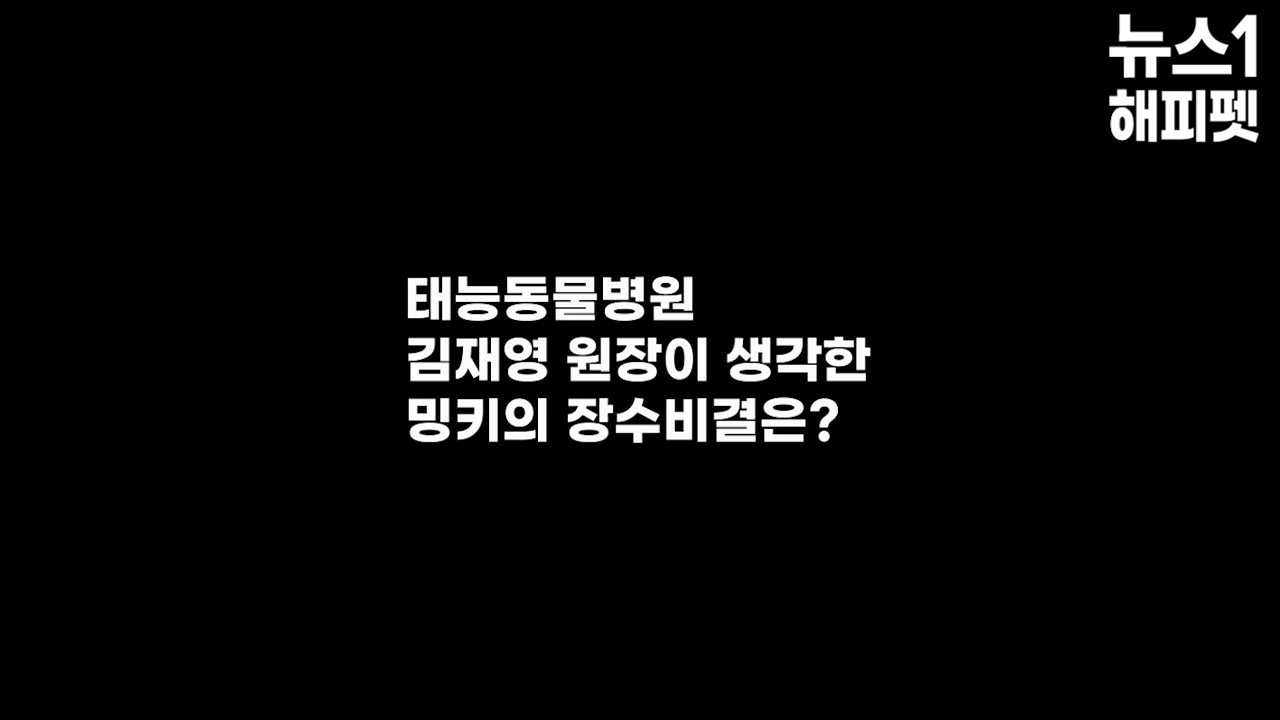 뉴스1
해피펫
태능동물병원
김재영 원장이 생각한
밍키의 장수비결은?